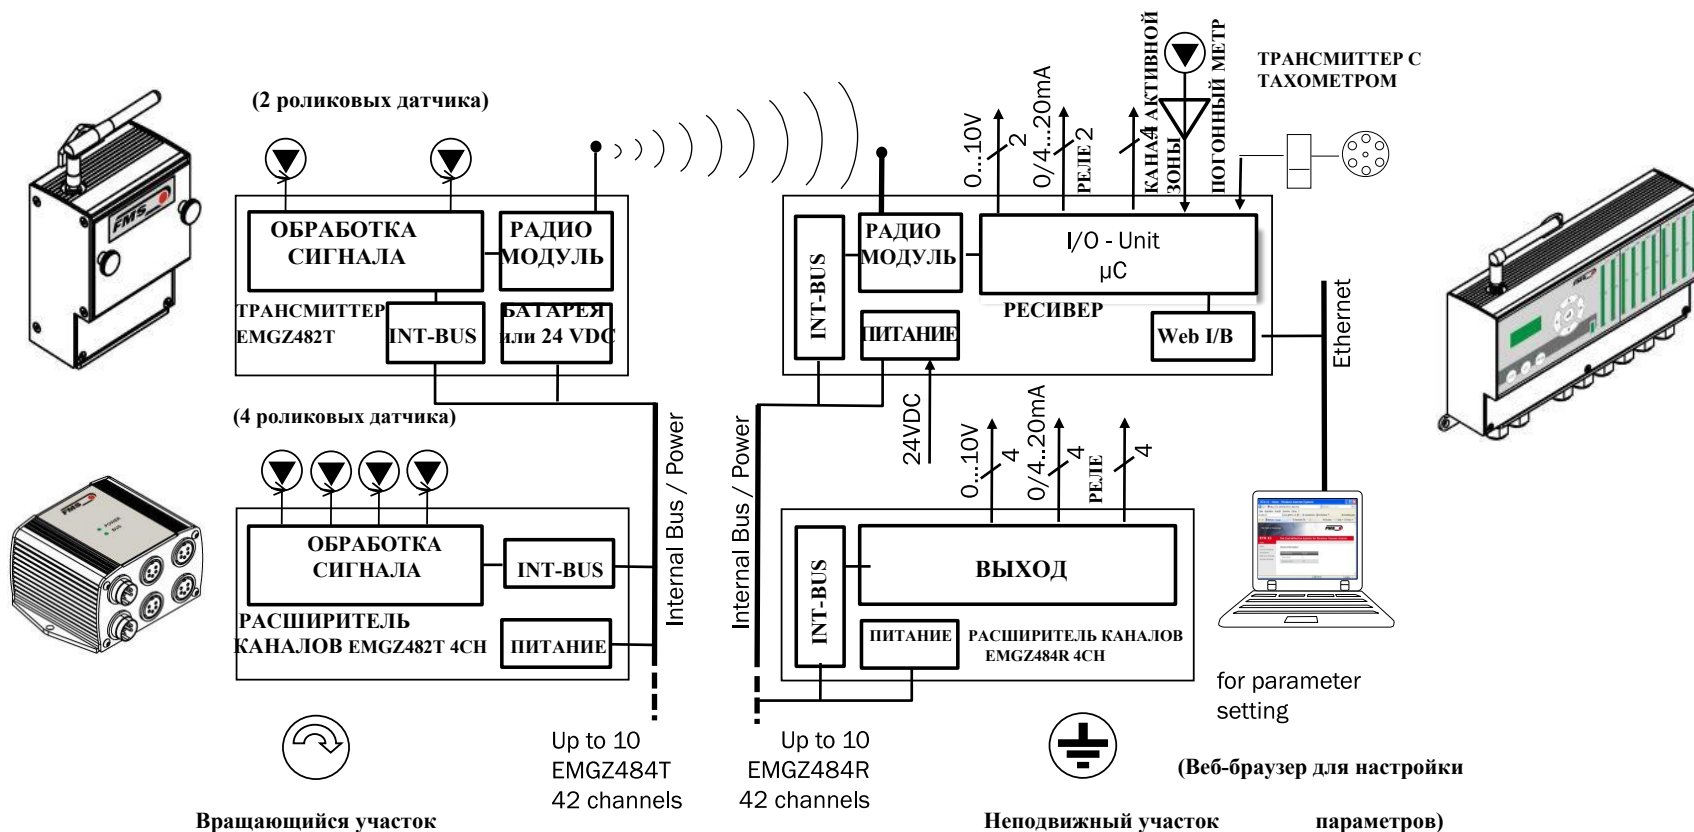 (2 роликовых датчика)
ОБРАБОТКА
СИГНАЛА
РАДИО
МОДУЛЬ
ТРАНСМИТТЕР
EMGZ482T
INT-BUS
БАТАРЕЯ
или 24 VDC
FMS
(4 роликовых датчика)
ОБРАБОТКА
СИГНАЛА
INT-BUS
РАСШИРИТЕЛЬ
КАНАЛОВ EMGZ482T 4CH
ПИТАНИЕ
FMS
POWER
BUS
Internal Bus / Power
Internal Bus / Power
0...10V
2
0/4...20mA
РЕЛЕ 2
4
КАНАЛ АКТИВНОЙ
ЗОНЫ
ПОГОННЫЙ МЕТР
ТРАНСМИТТЕР С
ТАХОМЕТРОМ
INT-BUS
РАДИО
МОДУЛЬ
I/O - Unit
µC
РЕСИВЕР
ПИТАНИЕ
Web I/B
Ethernet
24VDC
0...10V
4
0/4..20mA
4
РЕЛЕ
4
INT-BUS
ВЫХОД
ПИТАНИЕ
РАСШИРИТЕЛЬ КАНАЛОВ
EMGZ484R 4CH
for parameter
setting
Up to 10
EMGZ484T
42 channels
Up to 10
EMGZ484R
42 channels
(Веб-браузер для настройки
параметров)
Вращающийся участок
Неподвижный участок